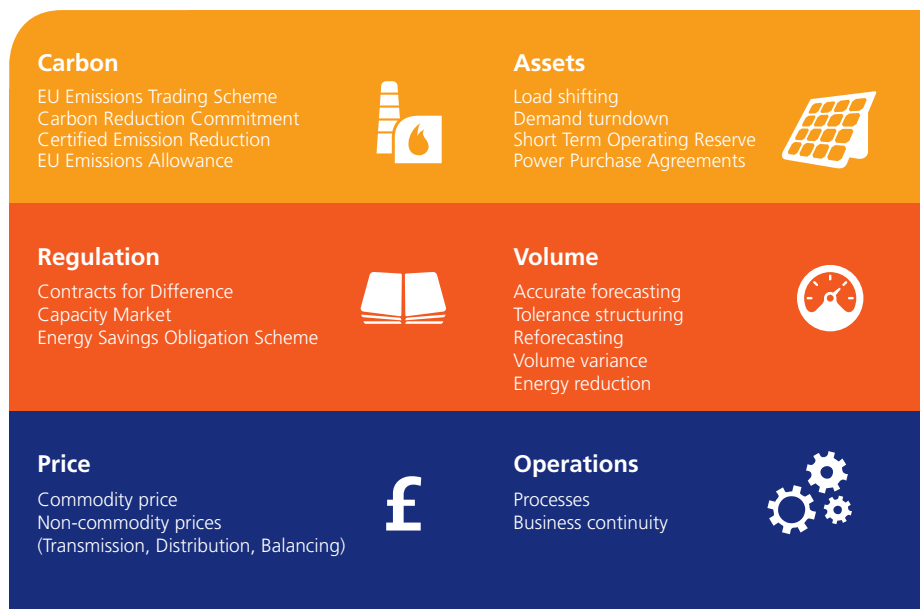 Carbon
EU Emissions Trading Scheme
Carbon Reduction Commitment
Certified Emission Reduction
EU Emissions Allowance
Assets
Load shifting
Demand turndown
Short Term Operating Reserve
Power Purchase Agreements
Regulation
Contracts for Difference
Capacity Market
Energy Savings Obligation Scheme
Volume
Accurate forecasting
Tolerance structuring
Reforecasting
Volume variance
Energy reduction
Price
Commodity price
Non-commodity prices
(Transmission, Distribution, Balancing)
£
Operations
Processes
Business continuity